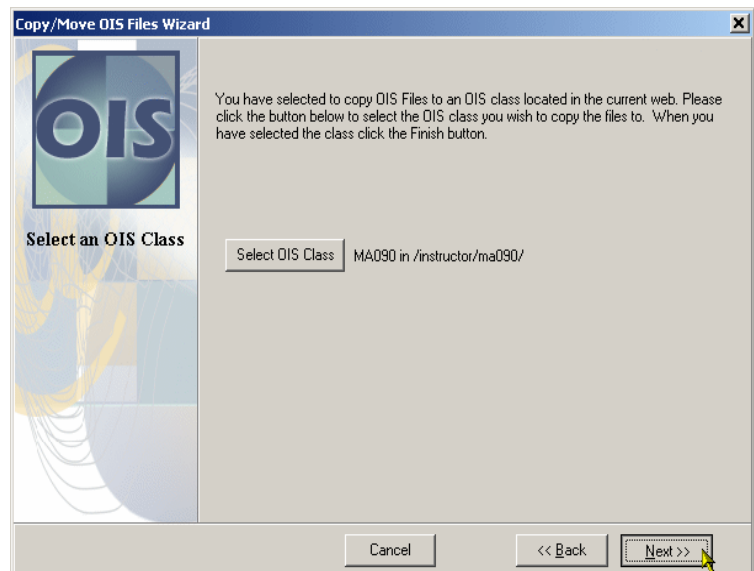 Copy/Move OIS Files Wizard
OIS
Select an OIS Class
You have selected to copy OIS Files to an OIS class located in the current web. Please
click the button below to select the OIS class you wish to copy the files to. When you
have selected the class click the Finish button.
Select OIS Class
MA090 in /instructor/ma090/
Cancel
<< Back
Next >>